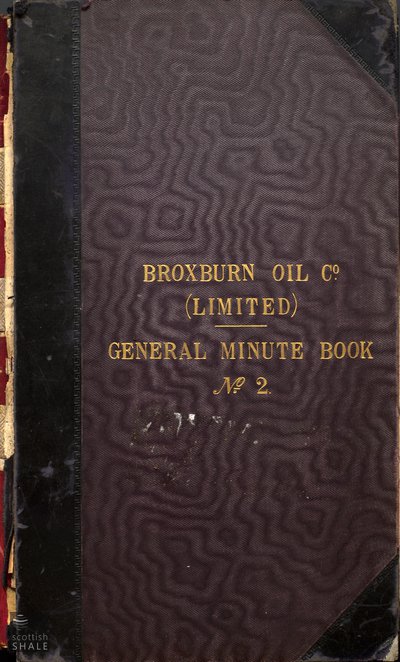 BROXBURN OIL Co.
(LIMITED)
GENERAL MINUTE BOOK
No. 2.
scottish
SHALE